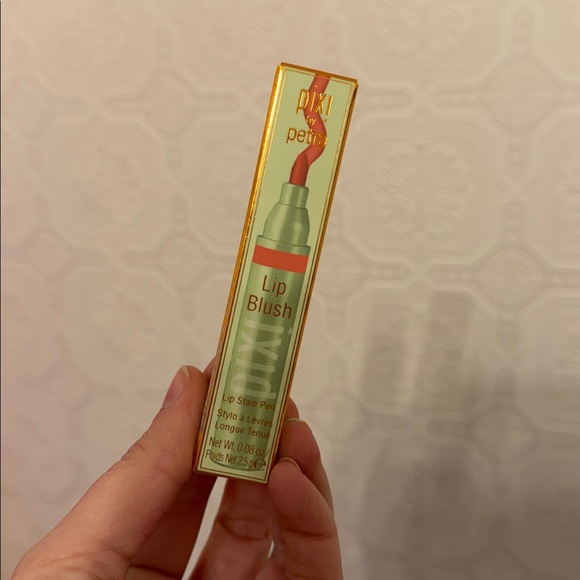 pixi
by
petra
Lip
Blush
PIXI
Lip Stain Pen
Stylo à Lèvres
Longue Tenue
Net Wt. 0.08 oz. /
Poids Net 2.5g e